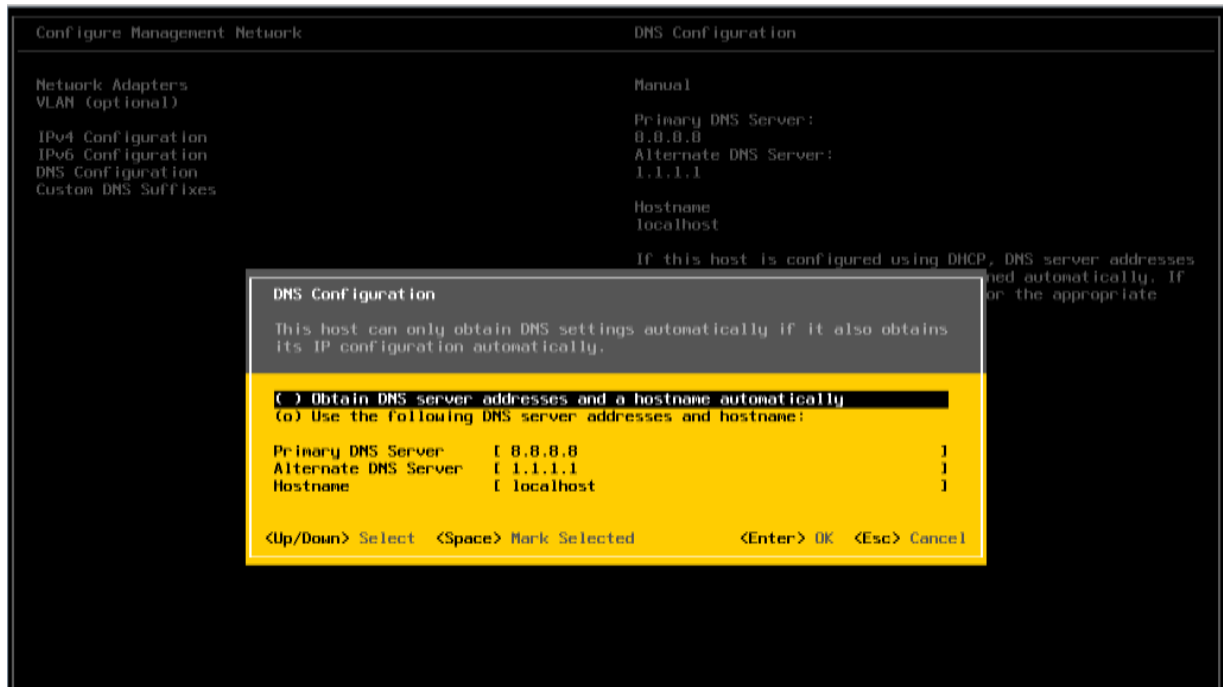 Configure Management Network
DNS Configuration
Network Adapters
VLAN (optional)
IPv4 Configuration
IPv6 Configuration
DNS Configuration
Custom DNS Suffixes
Manual
Primary DNS Server:
8.8.8.8
Alternate DNS Server:
1.1.1.1
Hostname
localhost
If this host is configured using DHCP, DNS server addresses
ned automatically. If
or the appropriate
DNS Configuration
This host can only obtain DNS settings automatically if it also obtains
its IP configuration automatically.
( ) Obtain DNS server addresses and a hostname automatically
(o) Use the following DNS server addresses and hostname:
Primary DNS Server [ 8.8.8.8 ]
Alternate DNS Server [ 1.1.1.1 ]
Hostname [ localhost ]
<Up/Down> Select <Space> Mark Selected <Enter> OK <Esc> Cancel